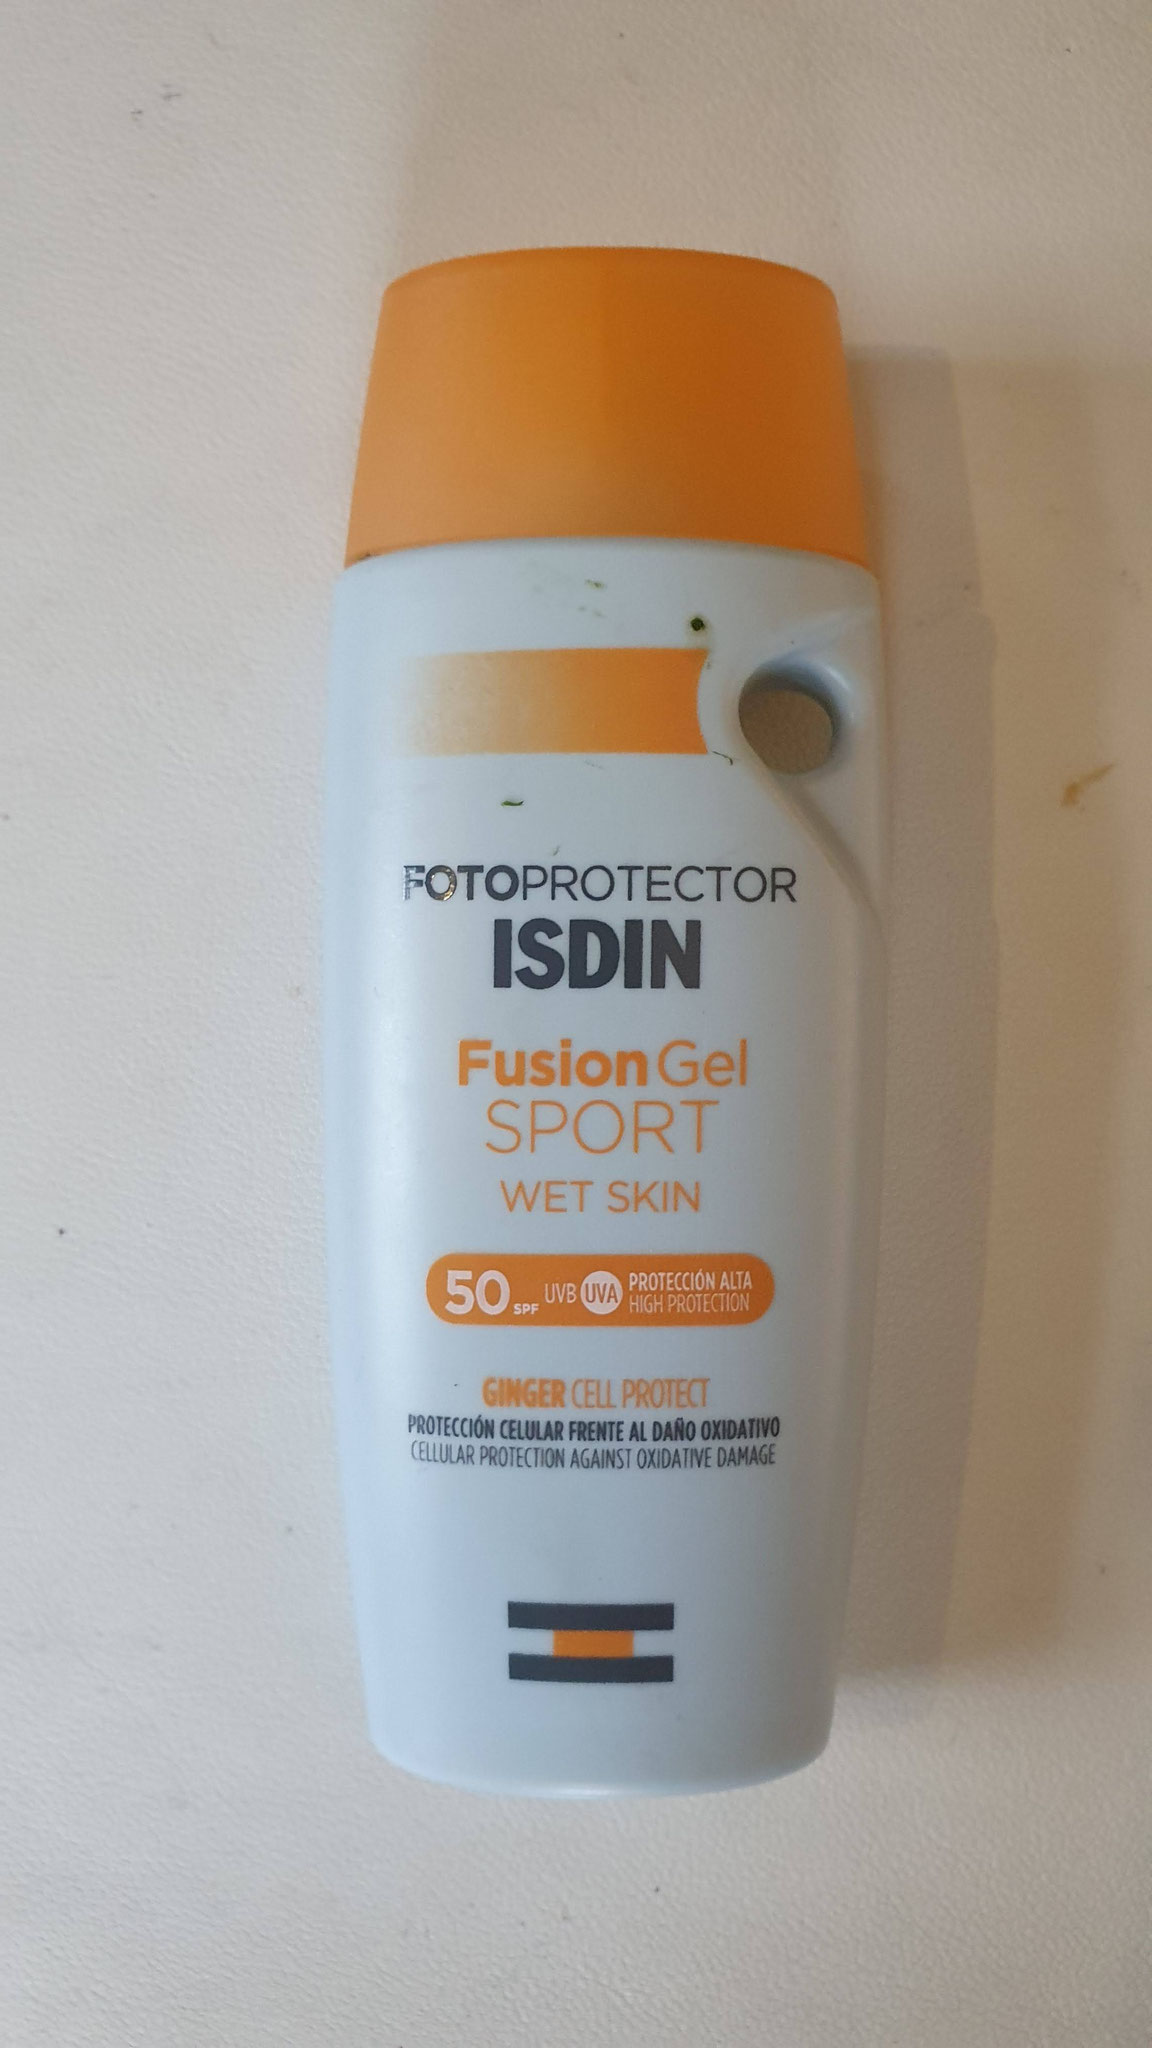 FOTOPROTECTOR
ISDIN
Fusion Gel
SPORT
WET SKIN
50 SPF UVB UVA PROTECCIÓN ALTA
HIGH PROTECTION
GINGER CELL PROTECT
PROTECCIÓN CELULAR FRENTE AL DAÑO OXIDATIVO
CELLULAR PROTECTION AGAINST OXIDATIVE DAMAGE